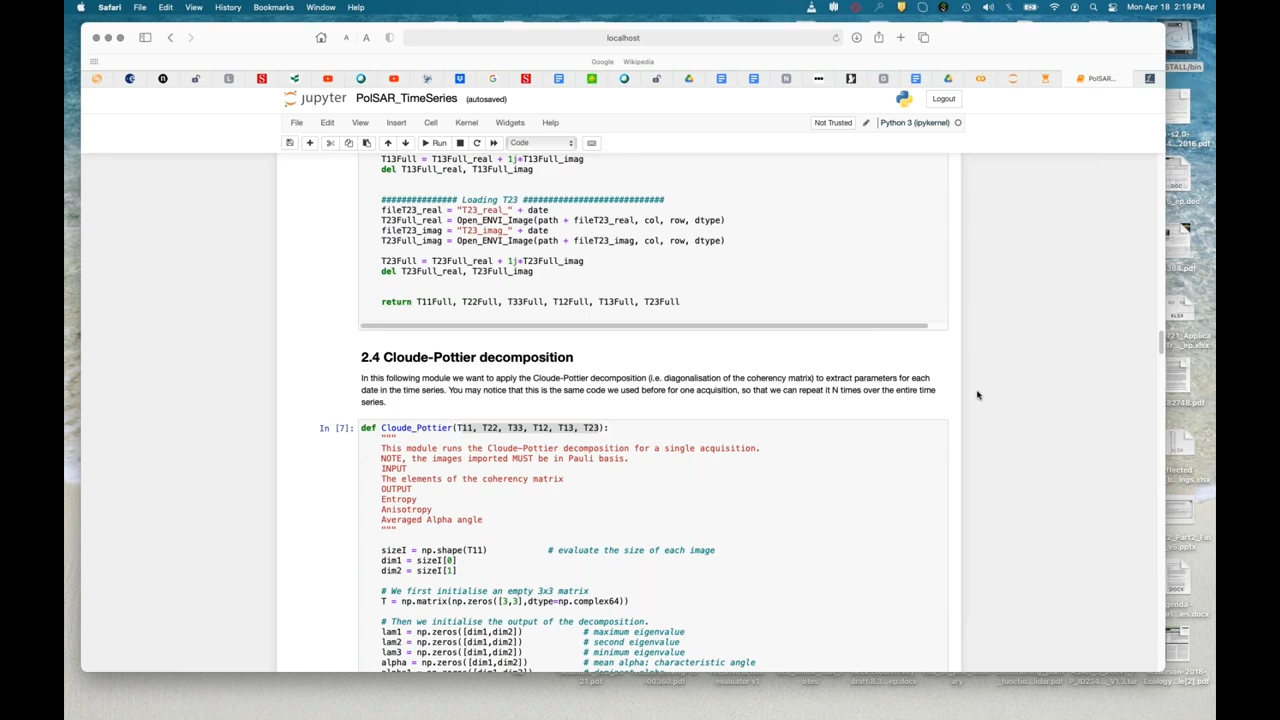 Safari File Edit View History Bookmarks Window Help Mon Apr 18 2:19 PM
A A localhost
Google Wikipedia
PolSAR...
jupyter PolSAR_TimeSeries (autosaved) Logout
File Edit View Insert Cell Kernel Widgets Help Not Trusted Python 3 (ipykernel)
Run Code
T13Full = T13Full_real + 1j*T13Full_imag
del T13Full_real, T13Full_imag
############### Loading T23 ###########################
fileT23_real = "T23_real_" + date
T23Full_real = Open_ENVI_Image(path + fileT23_real, col, row, dtype)
fileT23_imag = "T23_imag_" + date
T23Full_imag = Open_ENVI_Image(path + fileT23_imag, col, row, dtype)
T23Full = T23Full_real + 1j*T23Full_imag
del T23Full_real, T23Full_imag
return T11Full, T22Full, T33Full, T12Full, T13Full, T23Full
2.4 Cloude-Pottier decomposition
In this following module we want to apply the Cloude-Pottier decomposition (i.e. diagonalisation of the coherency matrix) to extract parameters for each
date in the time series. You may notice that this is the same code we used before for one acquisition, so that we can repeat it N times over the entire time
series.
In [7]: def Cloude_Pottier(T11, T22, T33, T12, T13, T23):
"""
This module runs the Cloude-Pottier decomposition for a single acquisition.
NOTE, the images imported MUST be in Pauli basis.
INPUT
The elements of the coherency matrix
OUTPUT
Entropy
Anisotropy
Averaged Alpha angle
"""
sizeI = np.shape(T11) # evaluate the size of each image
dim1 = sizeI[0]
dim2 = sizeI[1]
# We first initialise an empty 3x3 matrix
T = np.matrix(np.zeros([3,3],dtype=np.complex64))
# Then we initialise the output of the decomposition.
lam1 = np.zeros([dim1,dim2]) # maximum eigenvalue
lam2 = np.zeros([dim1,dim2]) # second eigenvalue
lam3 = np.zeros([dim1,dim2]) # minimum eigenvalue
alpha = np.zeros([dim1,dim2]) # mean alpha: characteristic angle